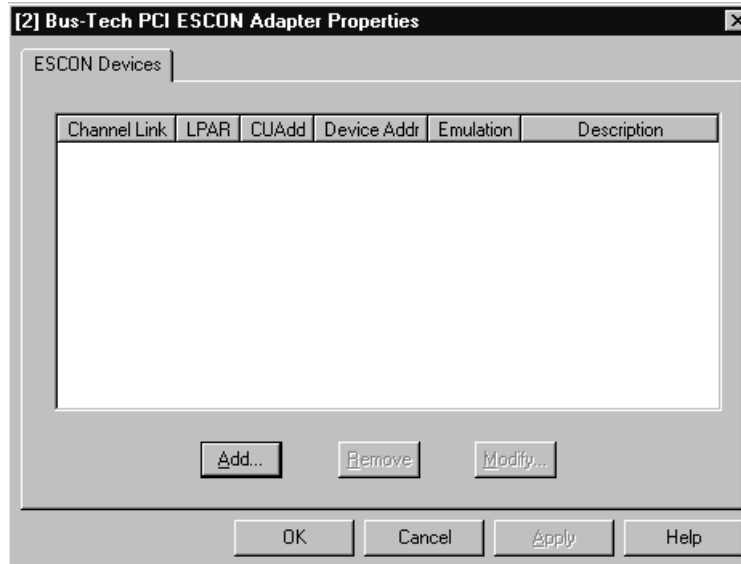 [2] Bus-Tech PCI ESCON Adapter Properties
ESCON Devices
Channel Link LPAR CUAdd Device Addr Emulation Description
Add... Remove Modify...
OK Cancel Apply Help